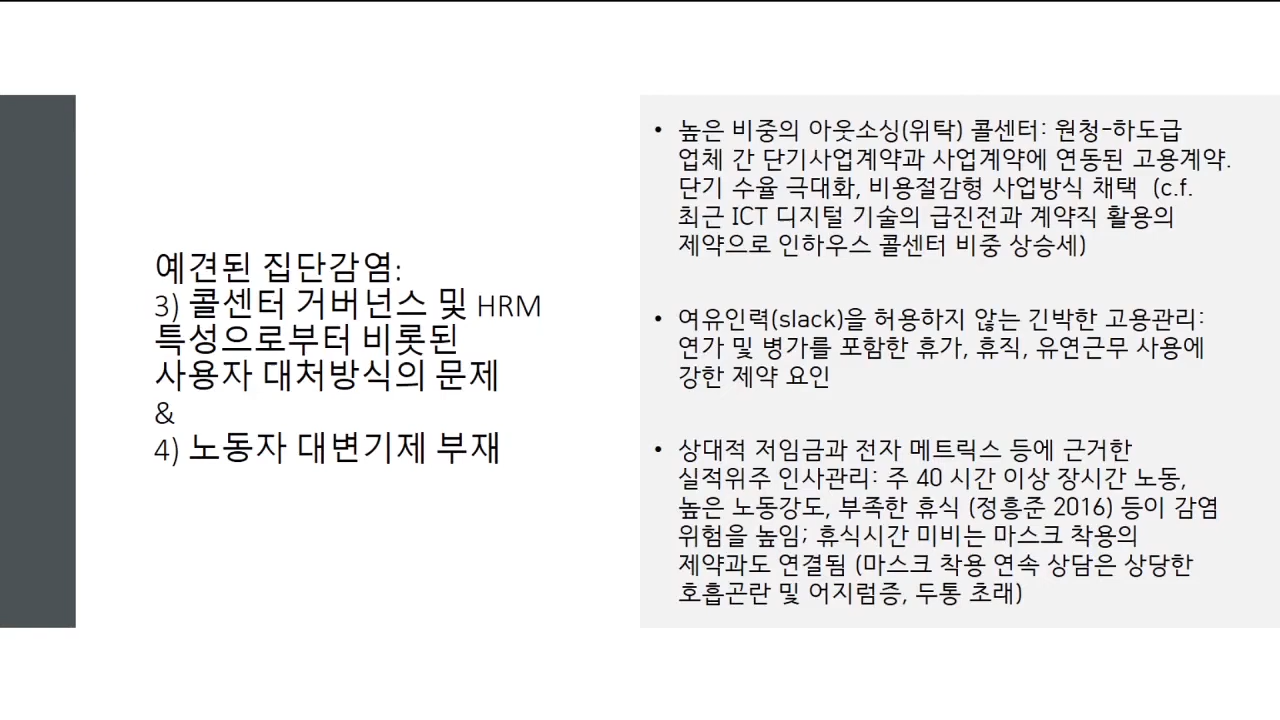 예견된 집단감염:
3) 콜센터 거버넌스 및 HRM
특성으로부터 비롯된
사용자 대처방식의 문제
&
4) 노동자 대변기제 부재
• 높은 비중의 아웃소싱(위탁) 콜센터: 원청-하도급
업체 간 단기사업계약과 사업계약에 연동된 고용계약.
단기 수율 극대화, 비용절감형 사업방식 채택 (c.f.
최근 ICT 디지털 기술의 급진전과 계약직 활용의
제약으로 인하우스 콜센터 비중 상승세)
• 여유인력(slack)을 허용하지 않는 긴박한 고용관리:
연가 및 병가를 포함한 휴가, 휴직, 유연근무 사용에
강한 제약 요인
• 상대적 저임금과 전자 메트릭스 등에 근거한
실적위주 인사관리: 주 40 시간 이상 장시간 노동,
높은 노동강도, 부족한 휴식 (정흥준 2016) 등이 감염
위험을 높임; 휴식시간 미비는 마스크 착용의
제약과도 연결됨 (마스크 착용 연속 상담은 상당한
호흡곤란 및 어지럼증, 두통 초래)